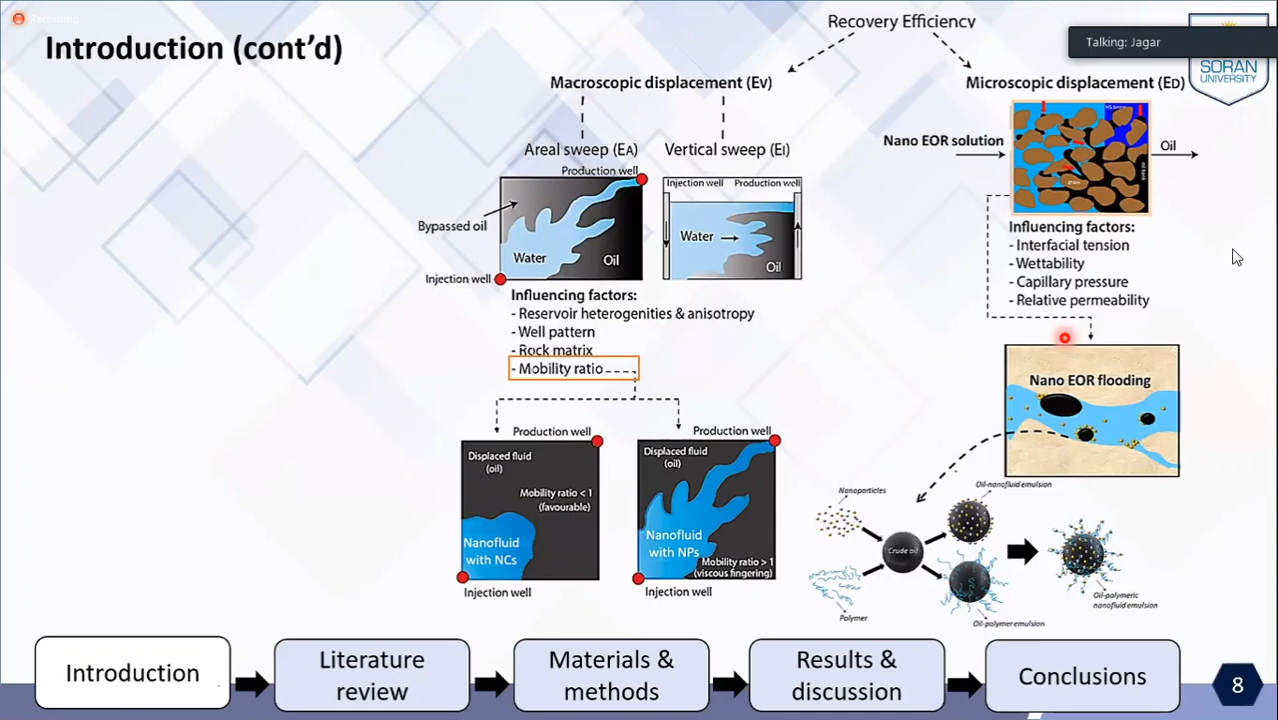 Recording
Introduction (cont’d)
Recovery Efficiency
Talking: Jagar
SORAN
UNIVERSITY
Macroscopic displacement (EV)
Microscopic displacement (ED)
Areal sweep (EA)
Vertical sweep (EI)
Nano EOR solution
Oil
Production well
Bypassed oil
Water
Oil
Injection well
Injection well
Production well
Water
Oil
Influencing factors:
- Reservoir heterogenities & anisotropy
- Well pattern
- Rock matrix
- Mobility ratio
Influencing factors:
- Interfacial tension
- Wettability
- Capillary pressure
- Relative permeability
Nano EOR flooding
Production well
Displaced fluid
(oil)
Mobility ratio < 1
(favourable)
Nanofluid
with NCs
Injection well
Production well
Displaced fluid
(oil)
Nanofluid
with NPs
Mobility ratio > 1
(viscous fingering)
Injection well
Nanoparticles
Polymer
Crude oil
Oil-nanofluid emulsion
Oil-polymer emulsion
Oil-polymeric
nanofluid emulsion
Introduction
Literature
review
Materials &
methods
Results &
discussion
Conclusions
8